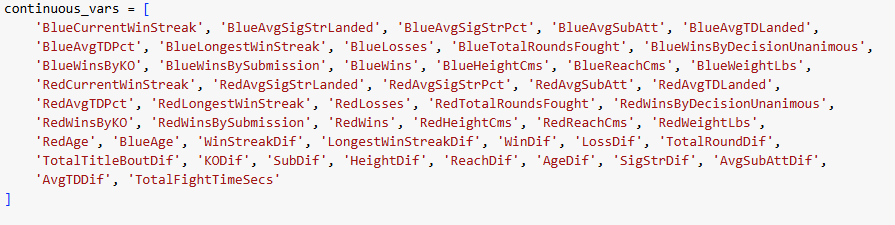 continuous_vars = [
'BlueCurrentWinStreak', 'BlueAvgSigStrLanded', 'BlueAvgSigStrPct', 'BlueAvgSubAtt', 'BlueAvgTDLanded',
'BlueAvgTDPct', 'BlueLongestWinStreak', 'BlueLosses', 'BlueTotalRoundsFought', 'BlueWinsByDecisionUnanimous',
'BlueWinsByKO', 'BlueWinsBySubmission', 'BlueWins', 'BlueHeightCms', 'BlueReachCms', 'BlueWeightLbs',
'RedCurrentWinStreak', 'RedAvgSigStrLanded', 'RedAvgSigStrPct', 'RedAvgSubAtt', 'RedAvgTDLanded',
'RedAvgTDPct', 'RedLongestWinStreak', 'RedLosses', 'RedTotalRoundsFought', 'RedWinsByDecisionUnanimous',
'RedWinsByKO', 'RedWinsBySubmission', 'RedWins', 'RedHeightCms', 'RedReachCms', 'RedWeightLbs',
'RedAge', 'BlueAge', 'WinStreakDif', 'LongestWinStreakDif', 'WinDif', 'LossDif', 'TotalRoundDif',
'TotalTitleBoutDif', 'KODif', 'SubDif', 'HeightDif', 'ReachDif', 'AgeDif', 'SigStrDif', 'AvgSubAttDif',
'AvgTDDif', 'TotalFightTimeSecs'
]